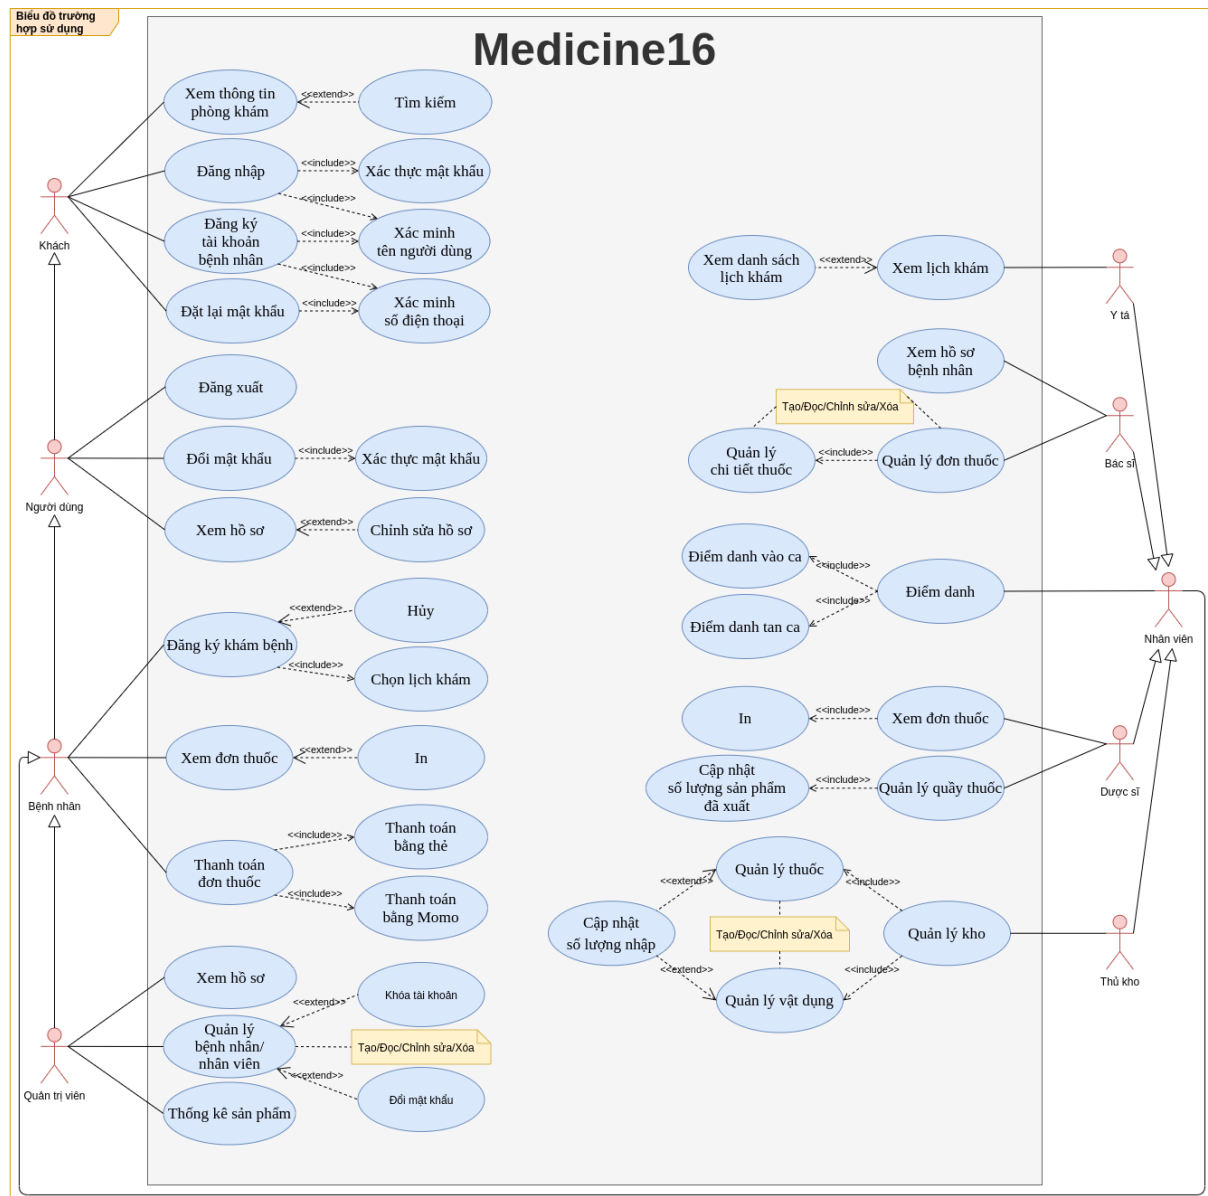 Biểu đồ trường
hợp sử dụng
Medicine16
Xem thông tin
phòng khám
<<extend>>
Tìm kiếm
Đăng nhập
<<include>>
Xác thực mật khẩu
<<include>>
Khách
Đăng ký
tài khoản
bệnh nhân
<<include>>
Xác minh
tên người dùng
<<include>>
Đặt lại mật khẩu
<<include>>
Xác minh
số điện thoại
Đăng xuất
Người dùng
Đổi mật khẩu
<<include>>
Xác thực mật khẩu
Xem hồ sơ
<<extend>>
Chỉnh sửa hồ sơ
Đăng ký khám bệnh
<<extend>>
Hủy
<<include>>
Chọn lịch khám
Bệnh nhân
Xem đơn thuốc
<<extend>>
In
Thanh toán
đơn thuốc
<<include>>
Thanh toán
bằng thẻ
<<include>>
Thanh toán
bằng Momo
Xem hồ sơ
Quản trị viên
Quản lý
bệnh nhân/
nhân viên
<<extend>>
Khóa tài khoản
Tạo/Đọc/Chỉnh sửa/Xóa
<<extend>>
Đổi mật khẩu
Thống kê sản phẩm
Xem danh sách
lịch khám
<<extend>>
Xem lịch khám
Y tá
Xem hồ sơ
bệnh nhân
Tạo/Đọc/Chỉnh sửa/Xóa
Quản lý
chi tiết thuốc
<<include>>
Quản lý đơn thuốc
Bác sĩ
Điểm danh vào ca
<<include>>
Điểm danh
<<include>>
Điểm danh tan ca
Nhân viên
In
<<include>>
Xem đơn thuốc
Cập nhật
số lượng sản phẩm
đã xuất
<<include>>
Quản lý quầy thuốc
Dược sĩ
Quản lý thuốc
<<extend>>
<<include>>
Cập nhật
số lượng nhập
Tạo/Đọc/Chỉnh sửa/Xóa
Quản lý kho
<<extend>>
<<include>>
Quản lý vật dụng
Thủ kho